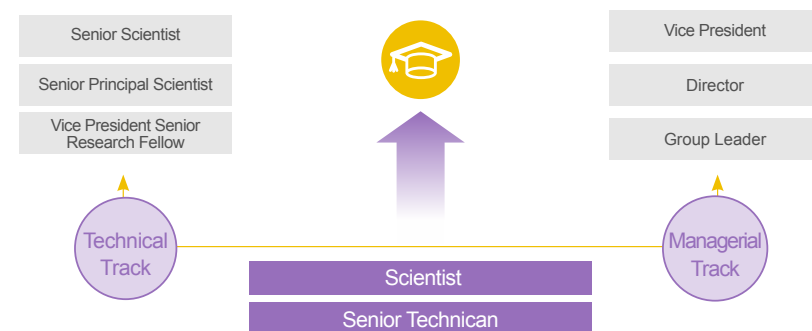 Senior Scientist
Senior Principal Scientist
Vice President Senior
Research Fellow
Technical
Track
Vice President
Director
Group Leader
Managerial
Track
Scientist
Senior Technican